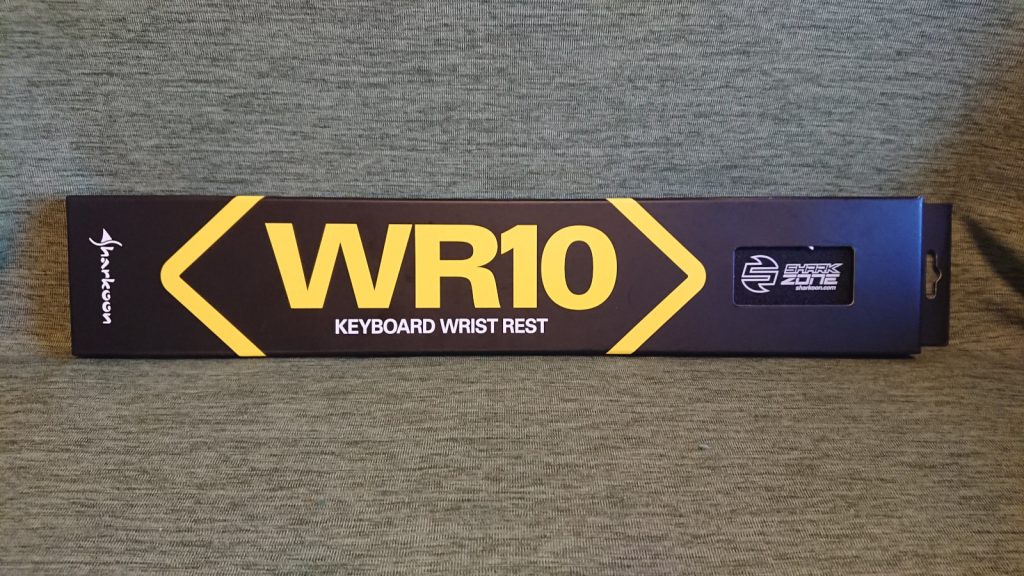 Sharkoon
WR10
KEYBOARD WRIST REST
SHARK
ZONE
sharkoon.com